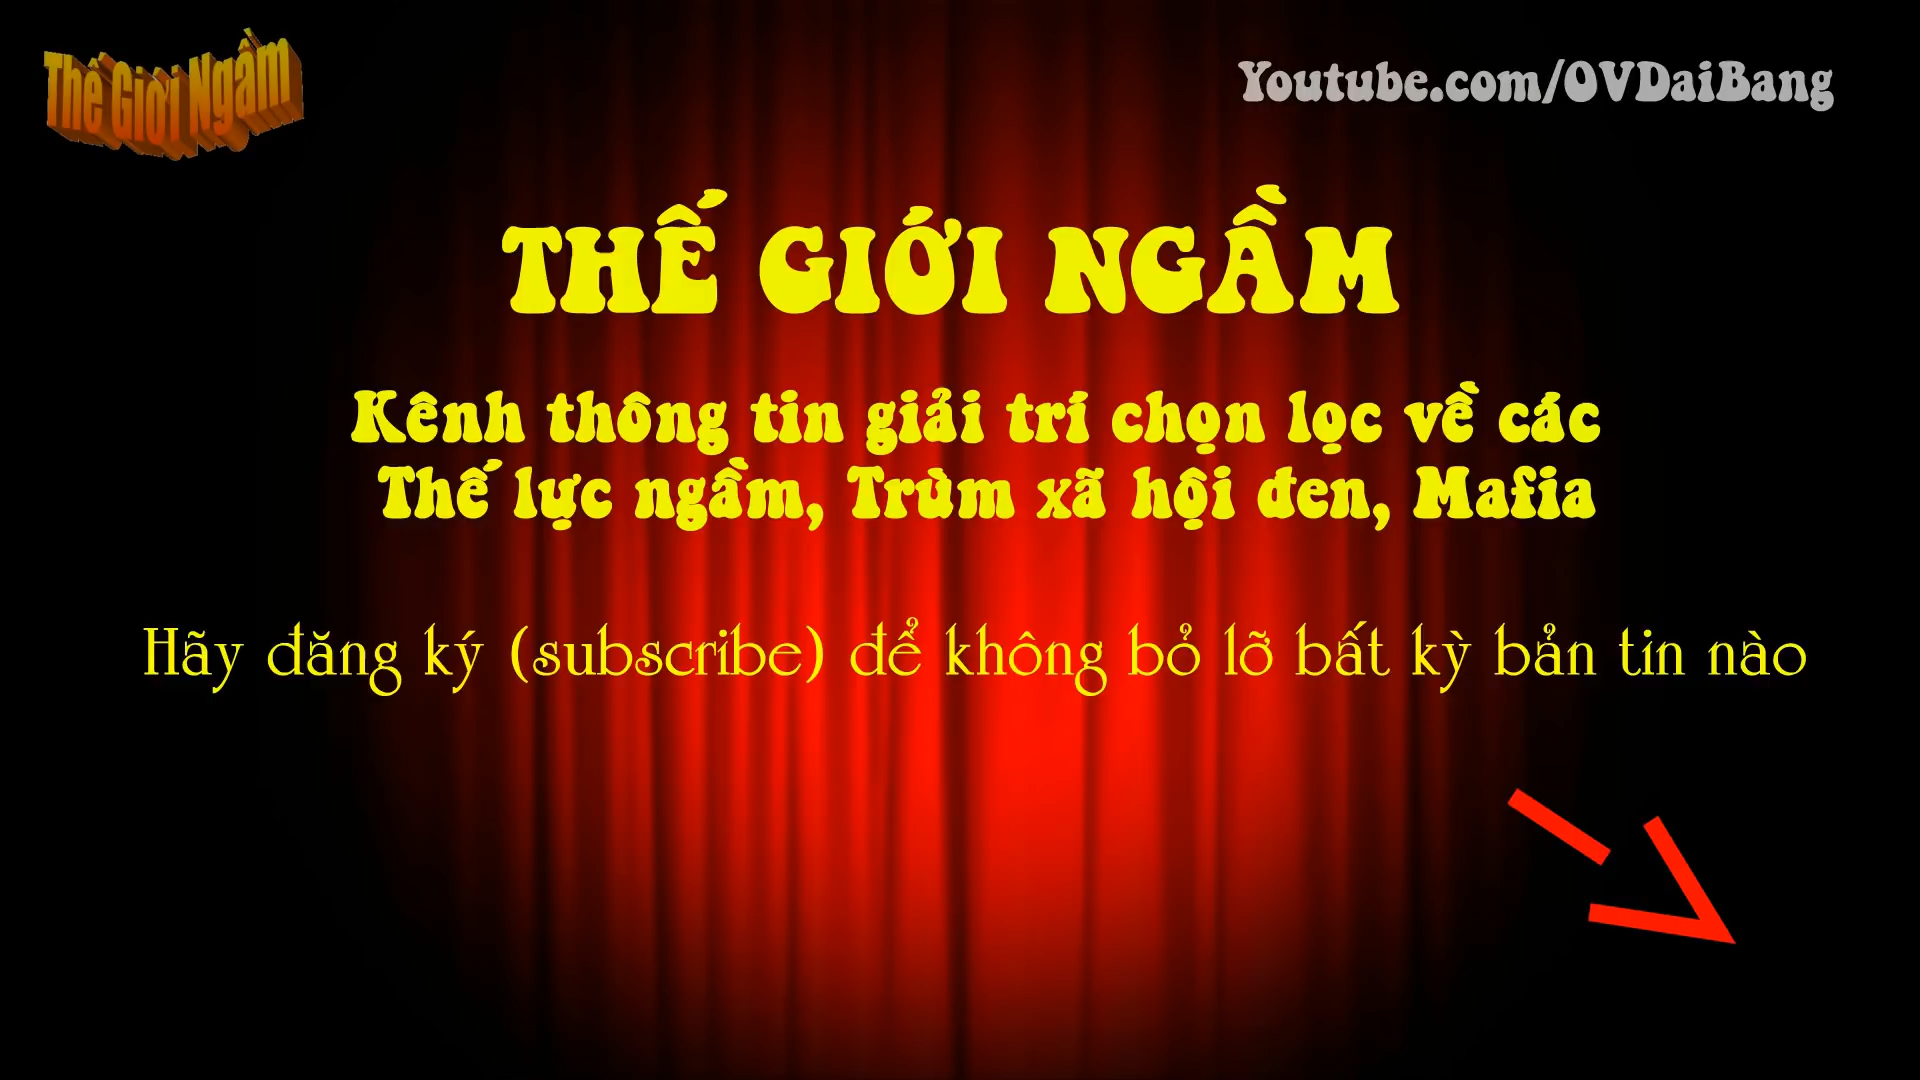 Thế Giới Ngầm
Youtube.com/OVDaiBang
THẾ GIỚI NGẦM
Kênh thông tin giải trí chọn lọc về các
Thế lực ngầm, Trùm xã hội đen, Mafia
Hãy đăng ký (subscribe) để không bỏ lỡ bất kỳ bản tin nào